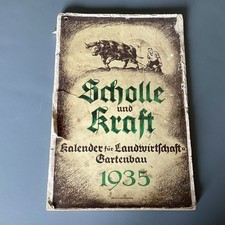 Scholle
und
Kraft
Kalender für Landwirtschaft u.
Gartenbau
1935